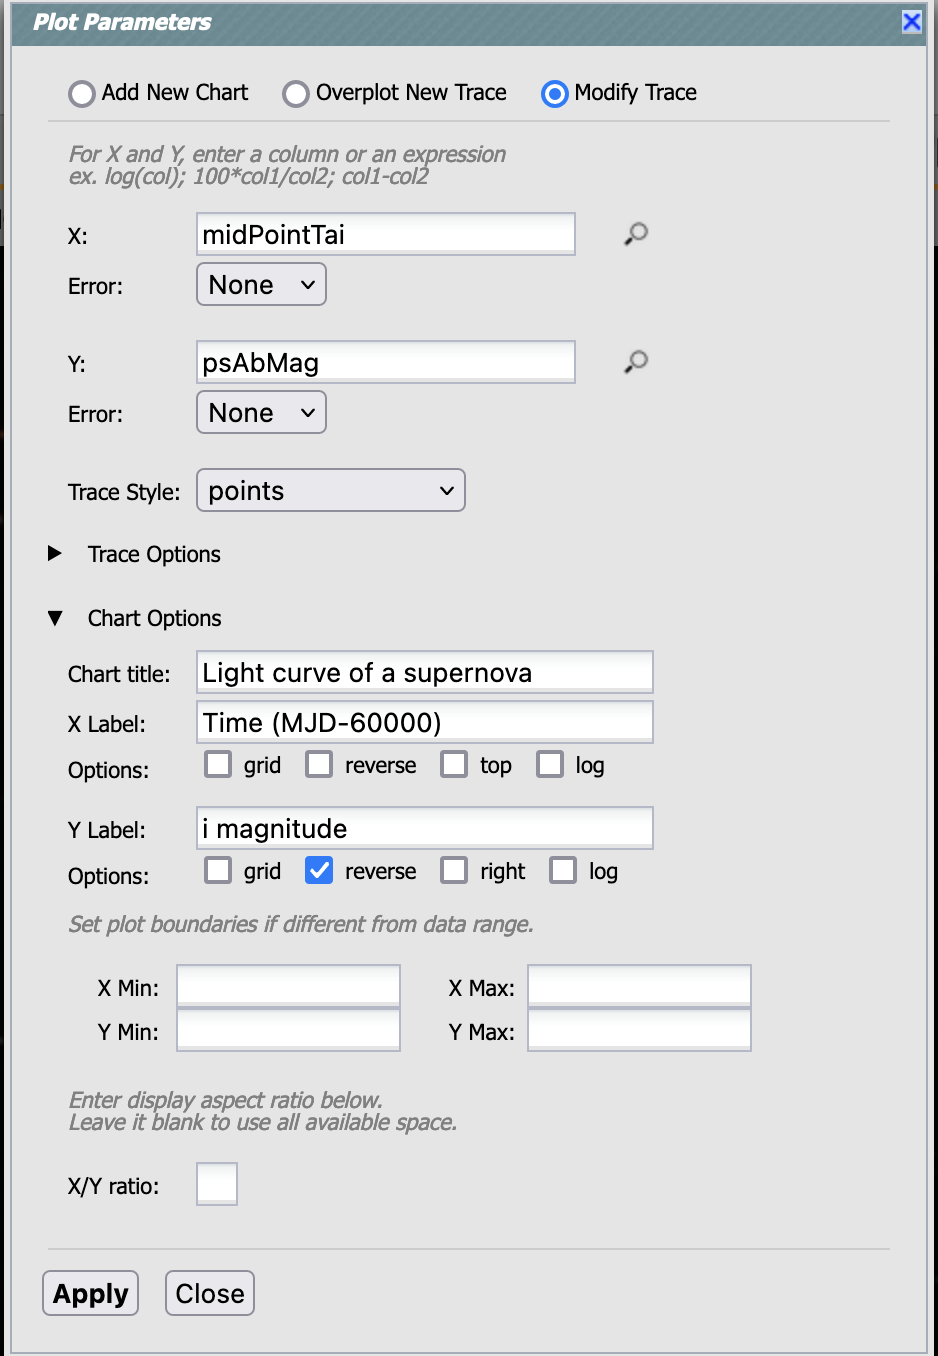 Plot Parameters
Add New Chart Overplot New Trace Modify Trace
For X and Y, enter a column or an expression
ex. log(col); 100*col1/col2; col1-col2
X: midPointTai
Error: None
Y: psAbMag
Error: None
Trace Style: points
Trace Options
Chart Options
Chart title: Light curve of a supernova
X Label: Time (MJD-60000)
Options: grid reverse top log
Y Label: i magnitude
Options: grid reverse right log
Set plot boundaries if different from data range.
X Min: X Max:
Y Min: Y Max:
Enter display aspect ratio below.
Leave it blank to use all available space.
X/Y ratio:
Apply Close